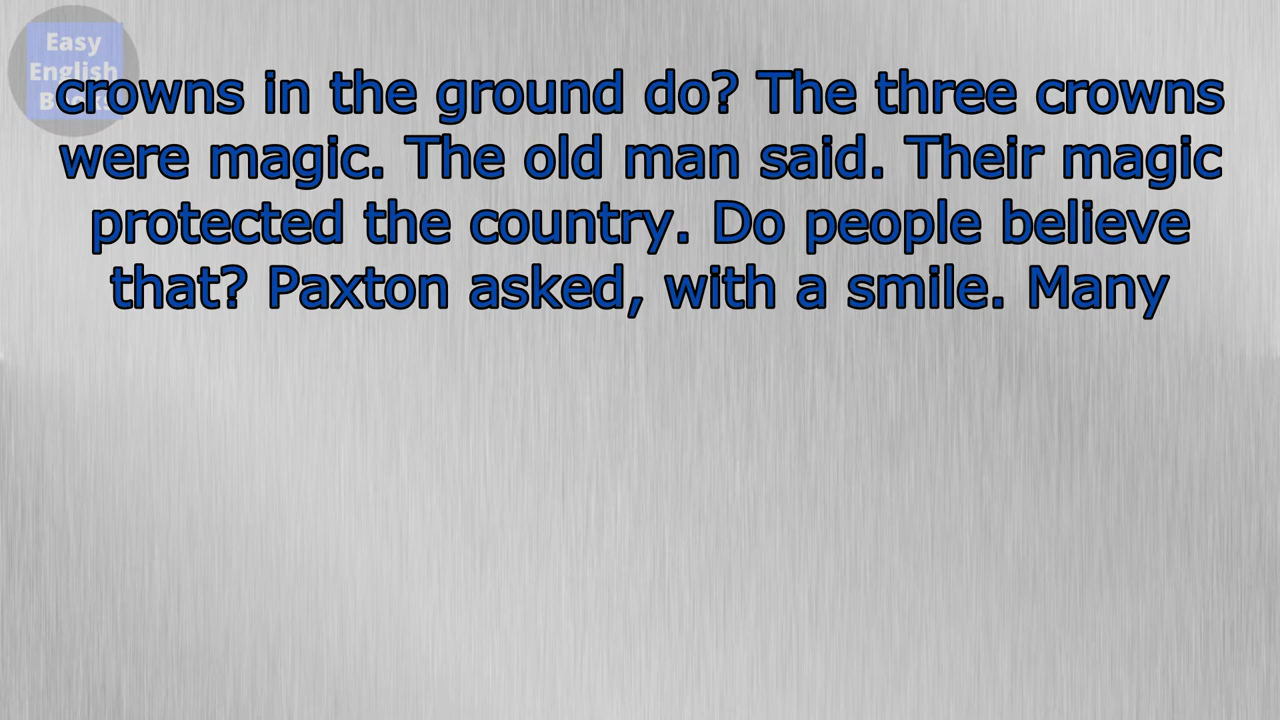 Easy
English
Books
crowns in the ground do? The three crowns
were magic. The old man said. Their magic
protected the country. Do people believe
that? Paxton asked, with a smile. Many